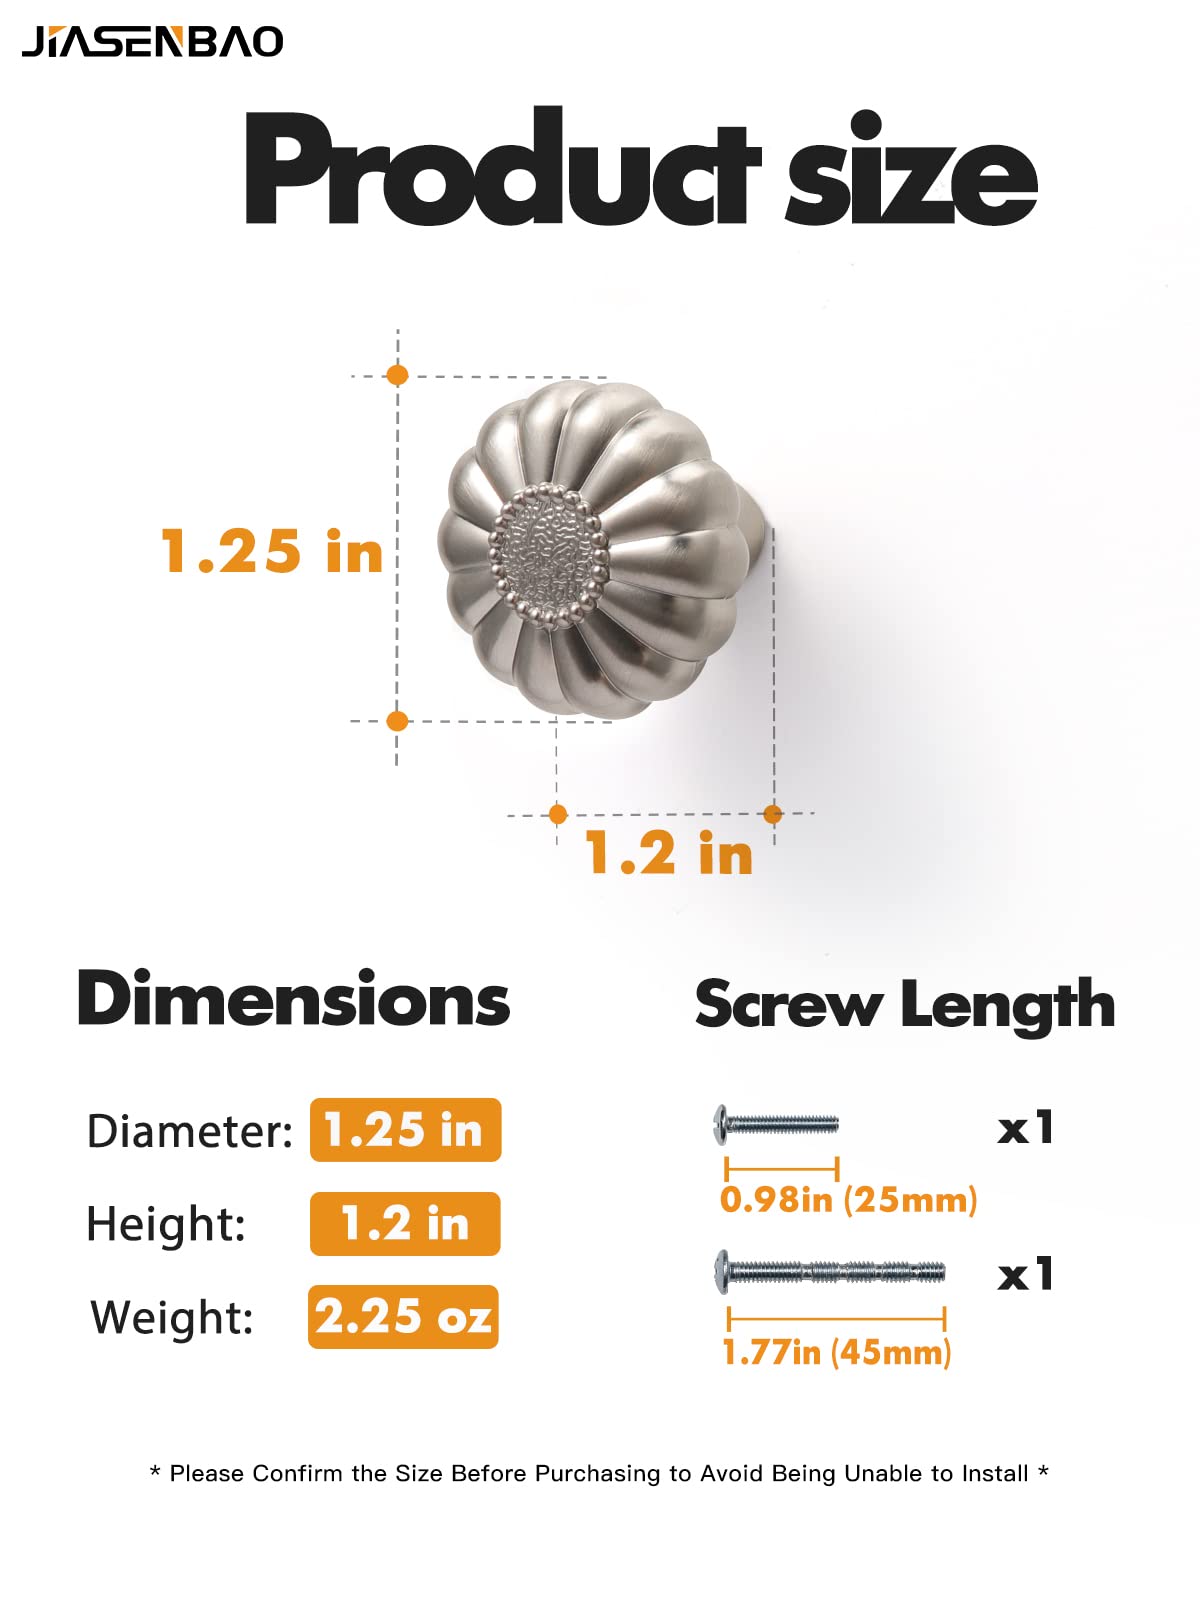 JIASENBAO
Product size
1.25 in
1.2 in
Dimensions
Diameter: 1.25 in
Height: 1.2 in
Weight: 2.25 oz
Screw Length
x1
0.98in (25mm)
x1
1.77in (45mm)
* Please Confirm the Size Before Purchasing to Avoid Being Unable to Install *